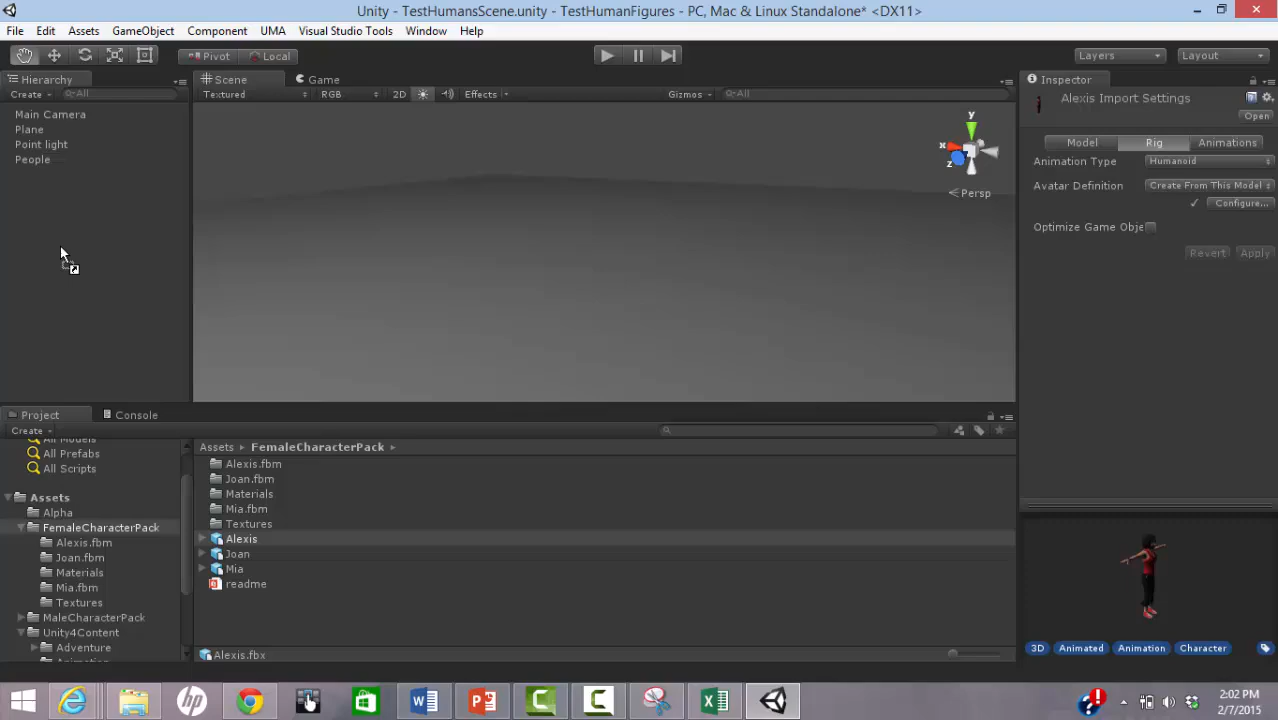 Unity - TestHumansScene.unity - TestHumanFigures - PC, Mac & Linux Standalone* <DX11>
File Edit Assets GameObject Component UMA Visual Studio Tools Window Help
Pivot Local Layers Layout
Hierarchy Scene Game Inspector
Create All Textured RGB 2D Effects Gizmos All
Alexis Import Settings
Open
Main Camera
Plane
Point light
People
Model Rig Animations
Animation Type Humanoid
Avatar Definition Create From This Model
Configure...
Optimize Game Obje
Revert Apply
y
x
z
Persp
Project Console
Create
All Models
All Prefabs
All Scripts
Assets
Alpha
FemaleCharacterPack
Alexis.fbm
Joan.fbm
Materials
Mia.fbm
Textures
MaleCharacterPack
Unity4Content
Adventure
Assets FemaleCharacterPack
Alexis.fbm
Joan.fbm
Materials
Mia.fbm
Textures
Alexis
Joan
Mia
readme
Alexis.fbx
3D Animated Animation Character
2:02 PM
2/7/2015